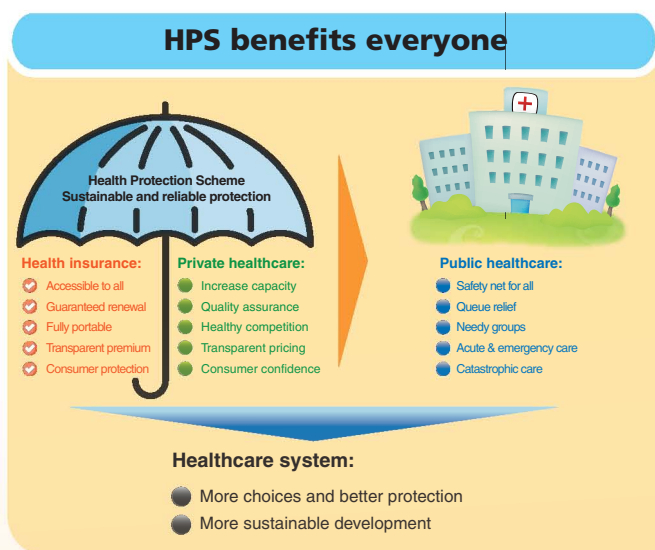 HPS benefits everyone
Health Protection Scheme
Sustainable and reliable protection
Health insurance:
Accessible to all
Guaranteed renewal
Fully portable
Transparent premium
Consumer protection
Private healthcare:
Increase capacity
Quality assurance
Healthy competition
Transparent pricing
Consumer confidence
Public healthcare:
Safety net for all
Queue relief
Needy groups
Acute & emergency care
Catastrophic care
Healthcare system:
More choices and better protection
More sustainable development